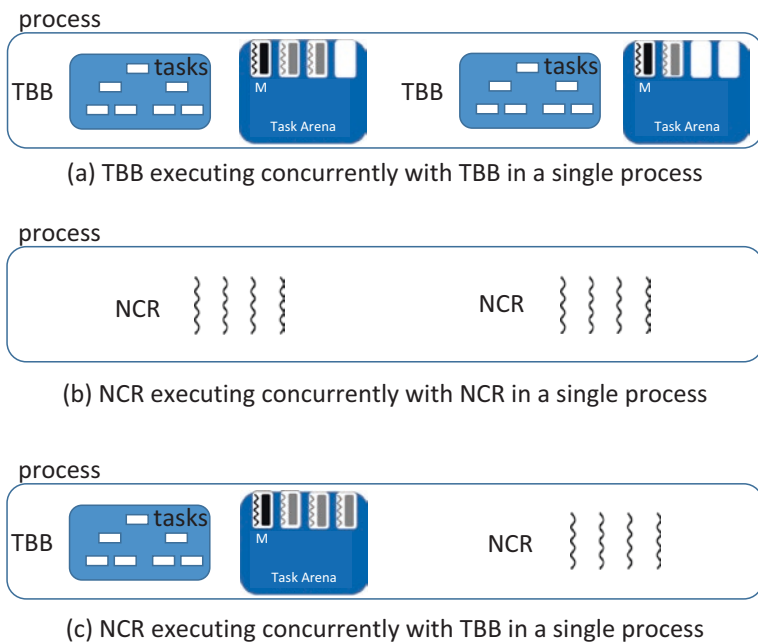 process
TBB
tasks
M
Task Arena
TBB
tasks
M
Task Arena
(a) TBB executing concurrently with TBB in a single process
process
NCR
NCR
(b) NCR executing concurrently with NCR in a single process
process
TBB
tasks
M
Task Arena
NCR
(c) NCR executing concurrently with TBB in a single process